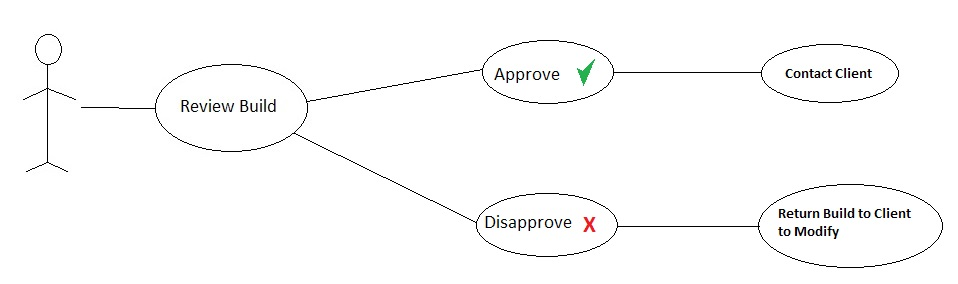 Review Build
Approve
Contact Client
Disapprove X
Return Build to Client
to Modify